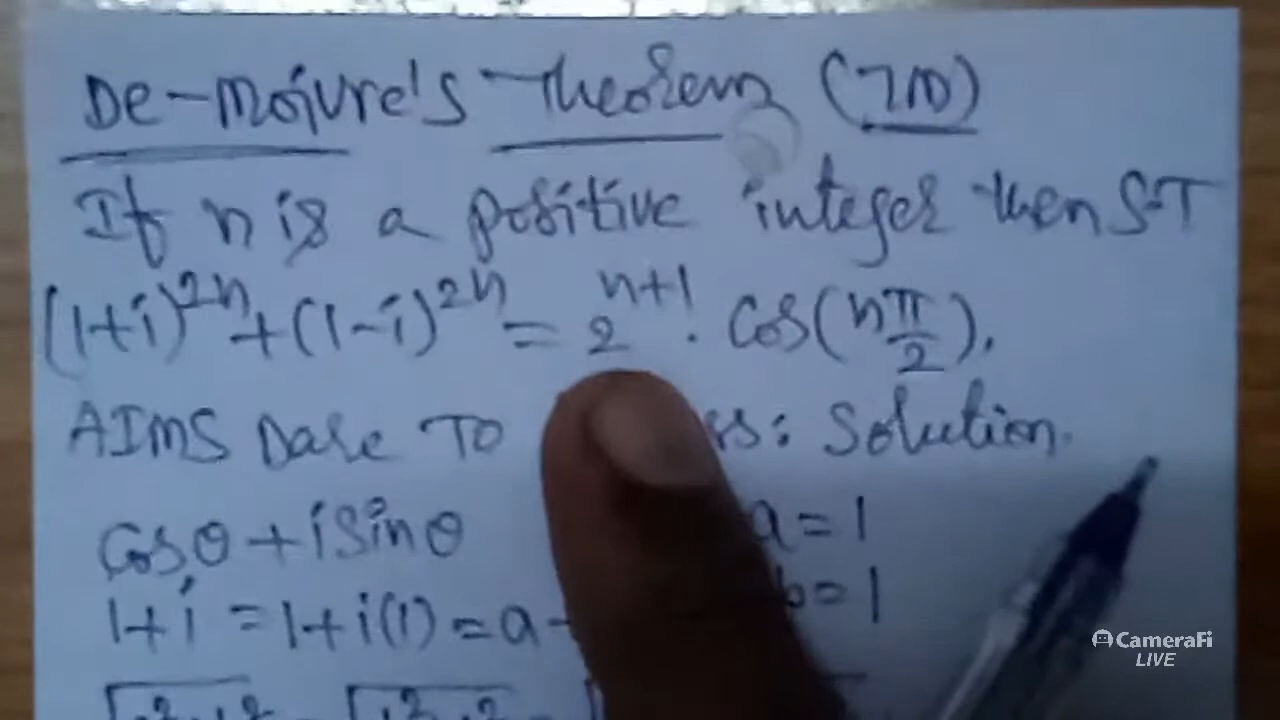 De-Moivre's Theorem (7M)
If n is a positive integer then S.T
(1+i)^2n + (1-i)^2n = 2^n+1 . Cos(nπ/2).
AIMS Dare To : Solution.
Cosθ + i Sinθ a = 1
1+i = 1+i(1) = a b = 1
CameraFi
LIVE